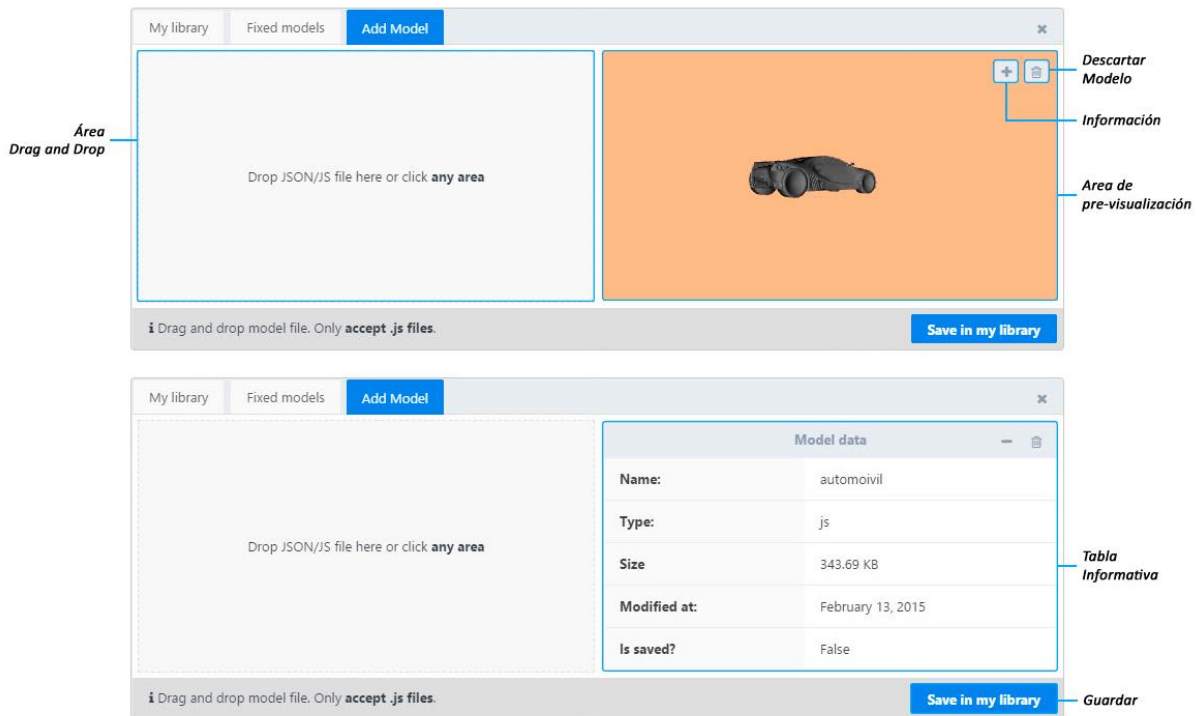 My library Fixed models Add Model
Descartar
Modelo
Información
Área
Drag and Drop
Drop JSON/JS file here or click any area
Area de
pre-visualización
i Drag and drop model file. Only accept .js files.
Save in my library
My library Fixed models Add Model
Model data
Name: automoivil
Type: js
Drop JSON/JS file here or click any area
Size 343.69 KB
Tabla
Informativa
Modified at: February 13, 2015
Is saved? False
i Drag and drop model file. Only accept .js files.
Save in my library
Guardar